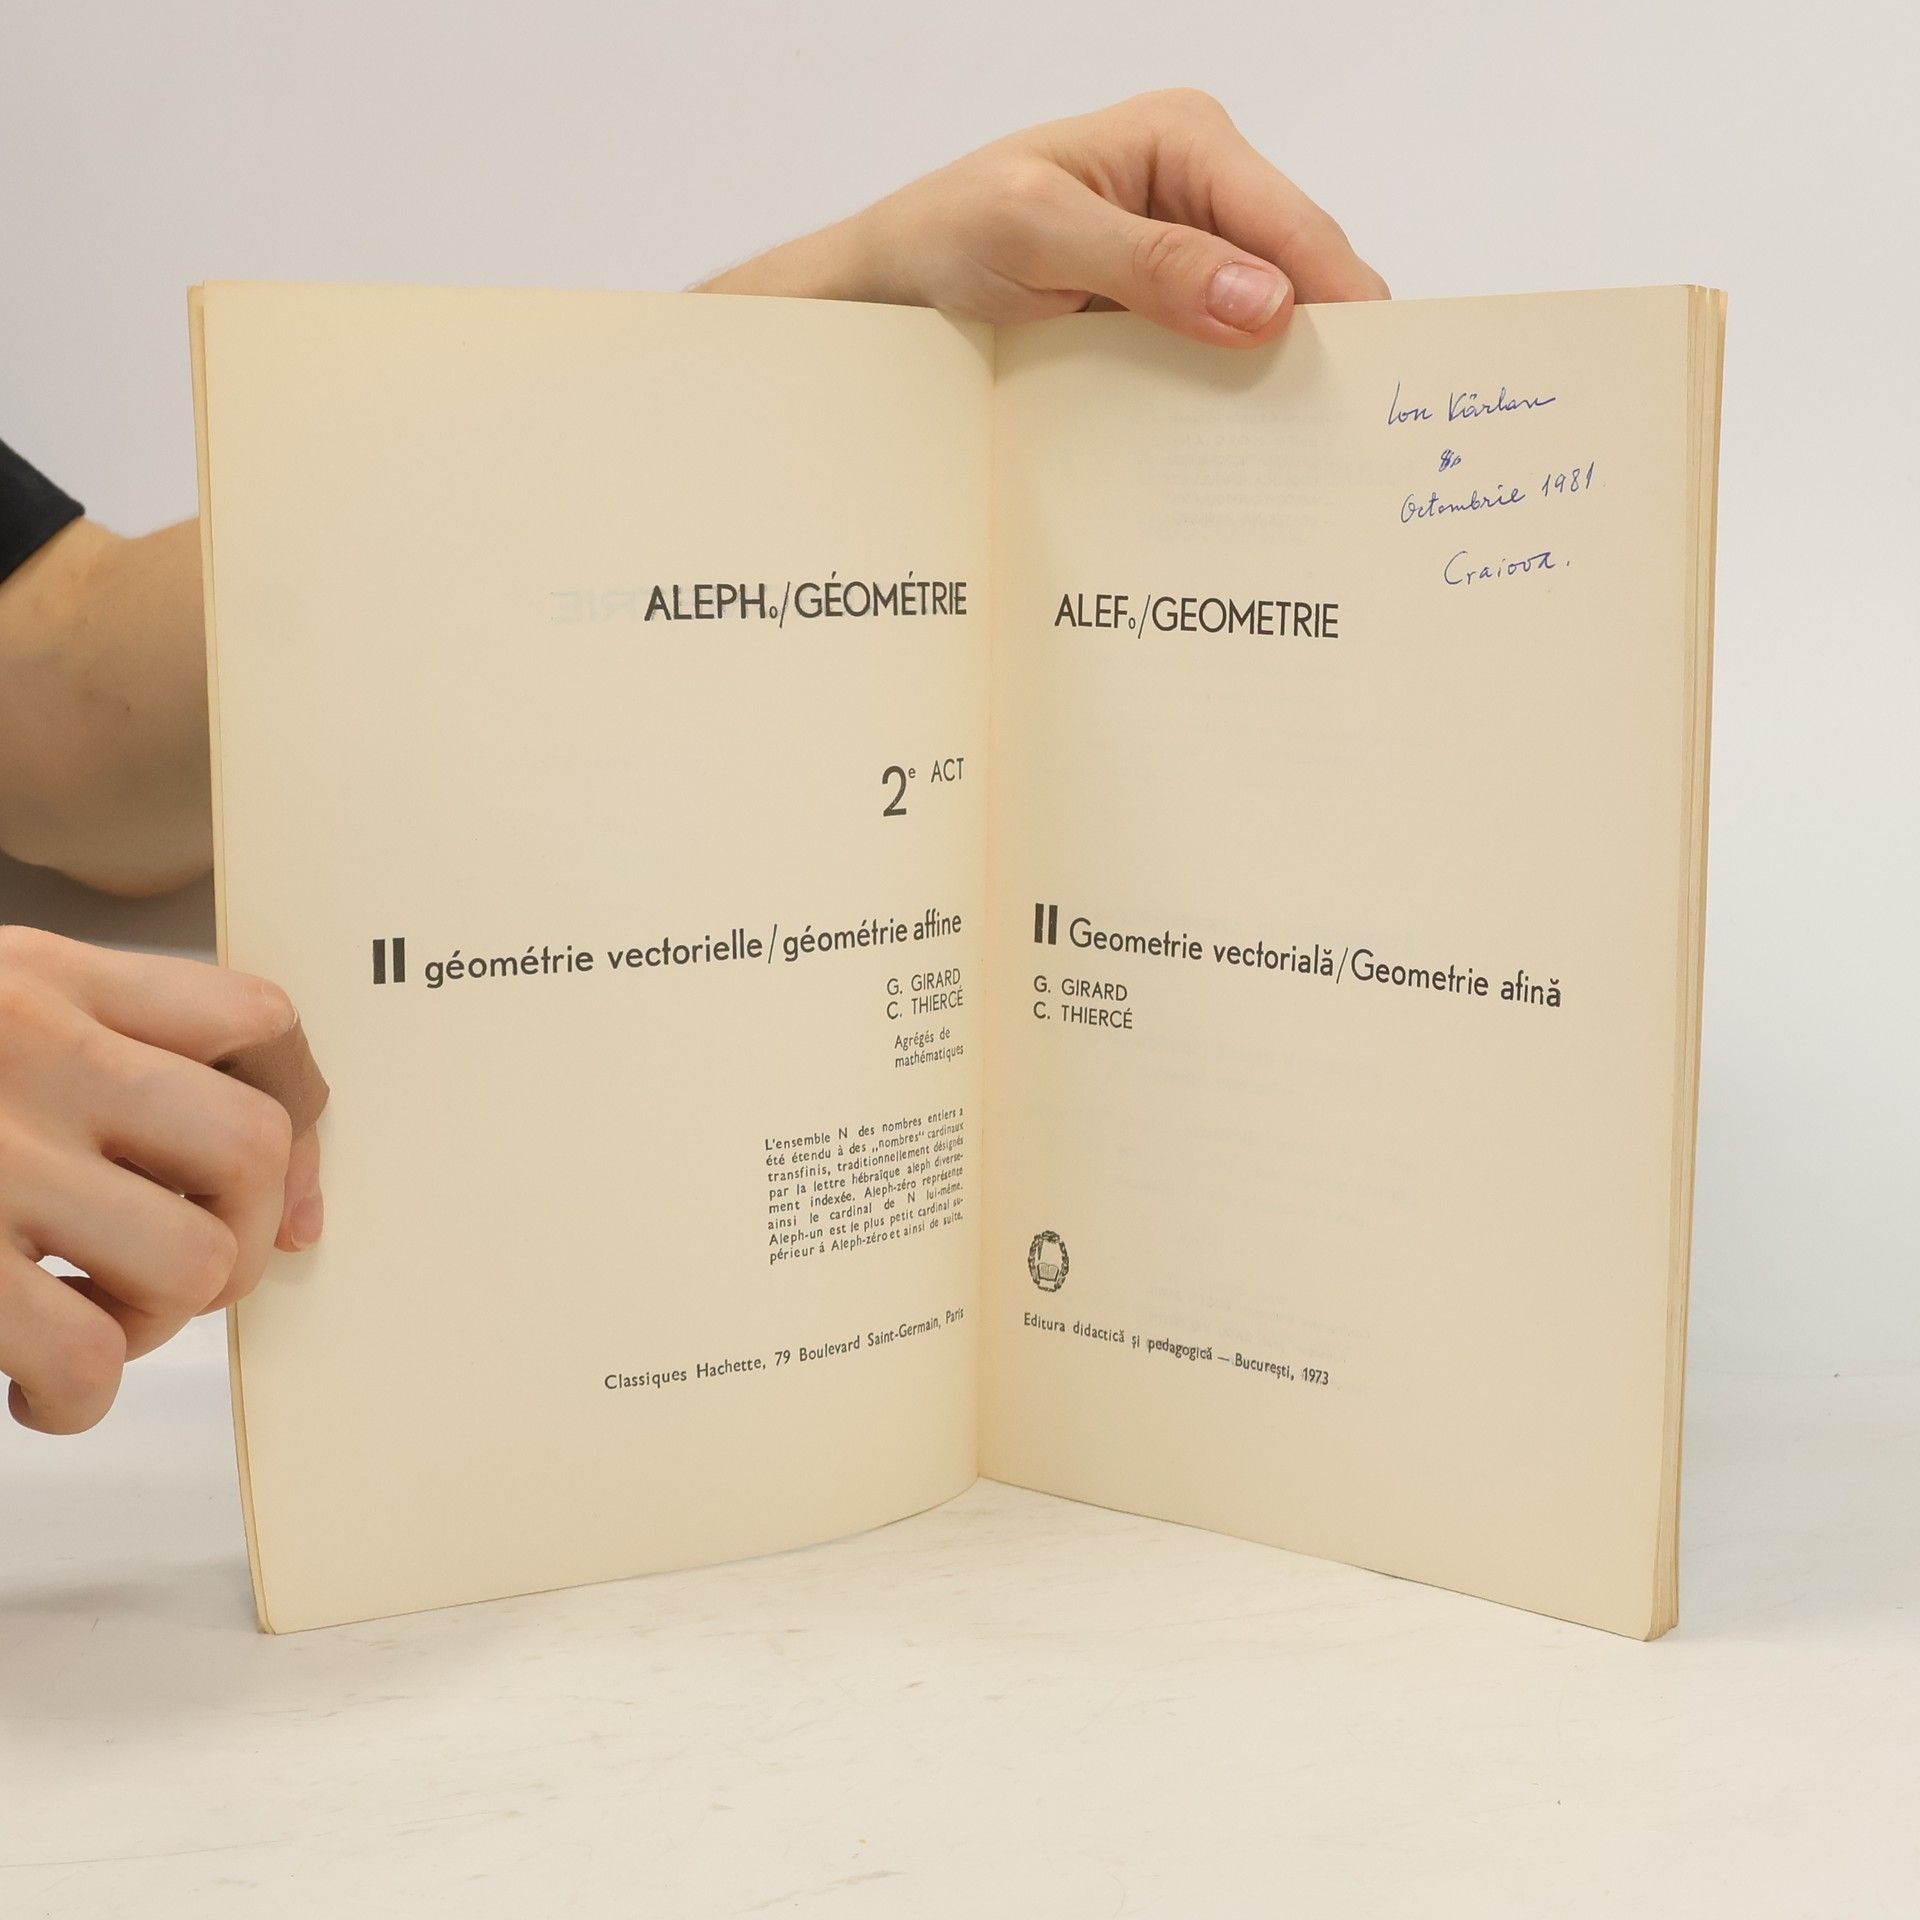 ALEPH₀/GÉOMÉTRIE
2e ACT
II géométrie vectorielle/géométrie affine
G. GIRARD
C. THIERCÉ
Agrégés de
mathématiques
L'ensemble N des nombres entiers a
été étendu à des „nombres“ cardinaux
transfinis, traditionnellement désignés
par la lettre hébraïque aleph diverse-
ment indexée. Aleph-zéro représente
ainsi le cardinal de N lui-même.
Aleph-un est le plus petit cardinal su-
périeur á Aleph-zéro et ainsi de suite.
Classiques Hachette, 79 Boulevard Saint-Germain, Paris
Ion Vârlan
Octombrie 1981.
Craiova.
ALEF₀/GEOMETRIE
II Geometrie vectorială/Geometrie afină
G. GIRARD
C. THIERCÉ
Editura didactică și pedagogică — București, 1973